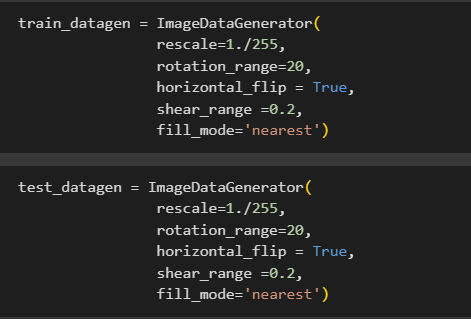 train_datagen = ImageDataGenerator(
rescale=1./255,
rotation_range=20,
horizontal_flip = True,
shear_range =0.2,
fill_mode='nearest')
test_datagen = ImageDataGenerator(
rescale=1./255,
rotation_range=20,
horizontal_flip = True,
shear_range =0.2,
fill_mode='nearest')